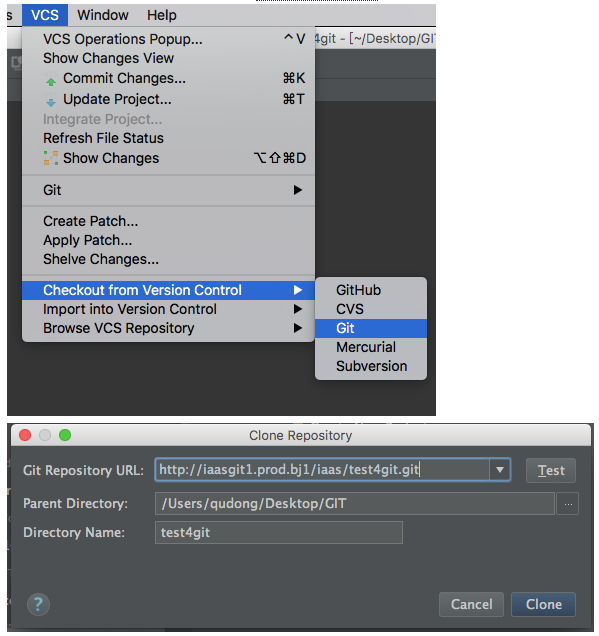 s VCS Window Help
VCS Operations Popup... ^V
4git - [~/Desktop/GIT
Show Changes View
Commit Changes... ⌘K
Update Project... ⌘T
Integrate Project...
Refresh File Status
Show Changes ⌥⇧⌘D
Git
Create Patch...
Apply Patch...
Shelve Changes...
Checkout from Version Control
Import into Version Control
Browse VCS Repository
GitHub
CVS
Git
Mercurial
Subversion
Clone Repository
Git Repository URL: http://iaasgit1.prod.bj1/iaas/test4git.git Test
Parent Directory: /Users/qudong/Desktop/GIT ...
Directory Name: test4git
? Cancel Clone